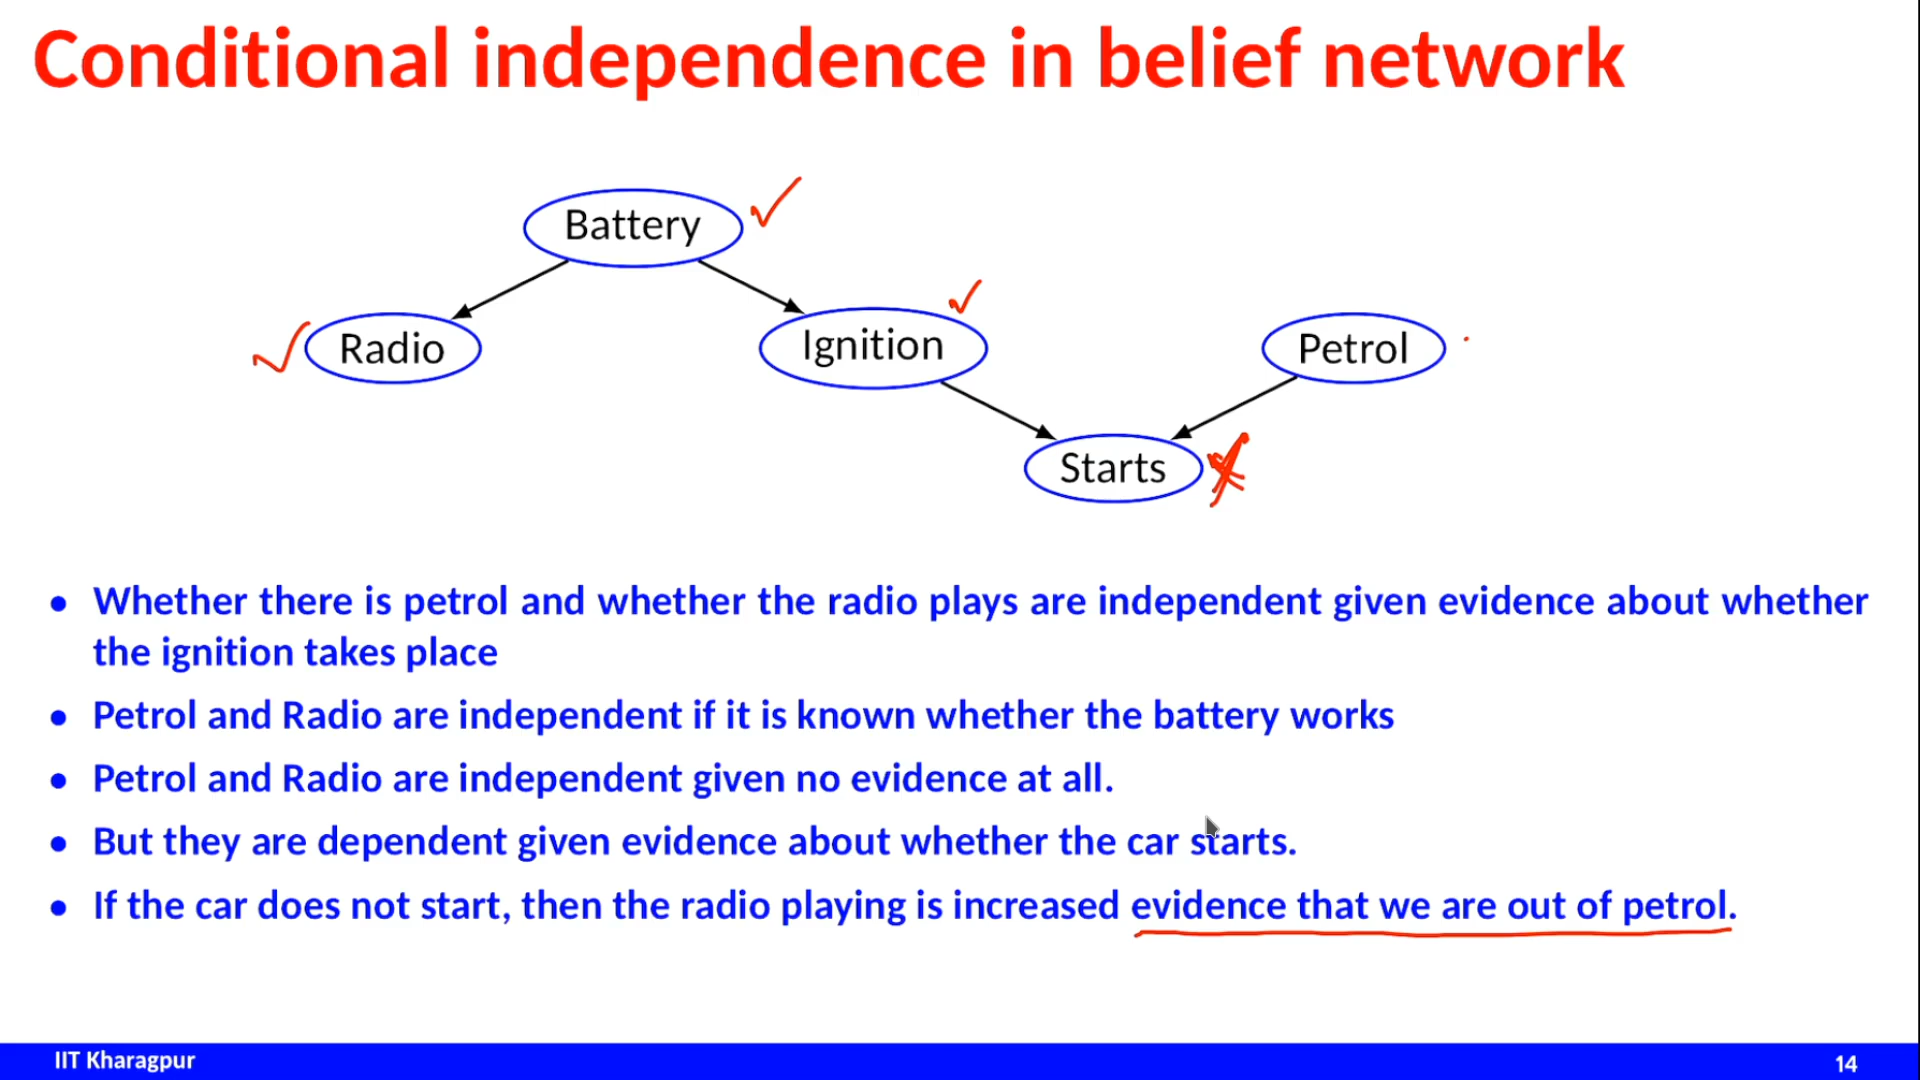 Conditional independence in belief network
Battery
Radio
Ignition
Petrol
Starts
• Whether there is petrol and whether the radio plays are independent given evidence about whether
the ignition takes place
• Petrol and Radio are independent if it is known whether the battery works
• Petrol and Radio are independent given no evidence at all.
• But they are dependent given evidence about whether the car starts.
• If the car does not start, then the radio playing is increased evidence that we are out of petrol.
IIT Kharagpur
14